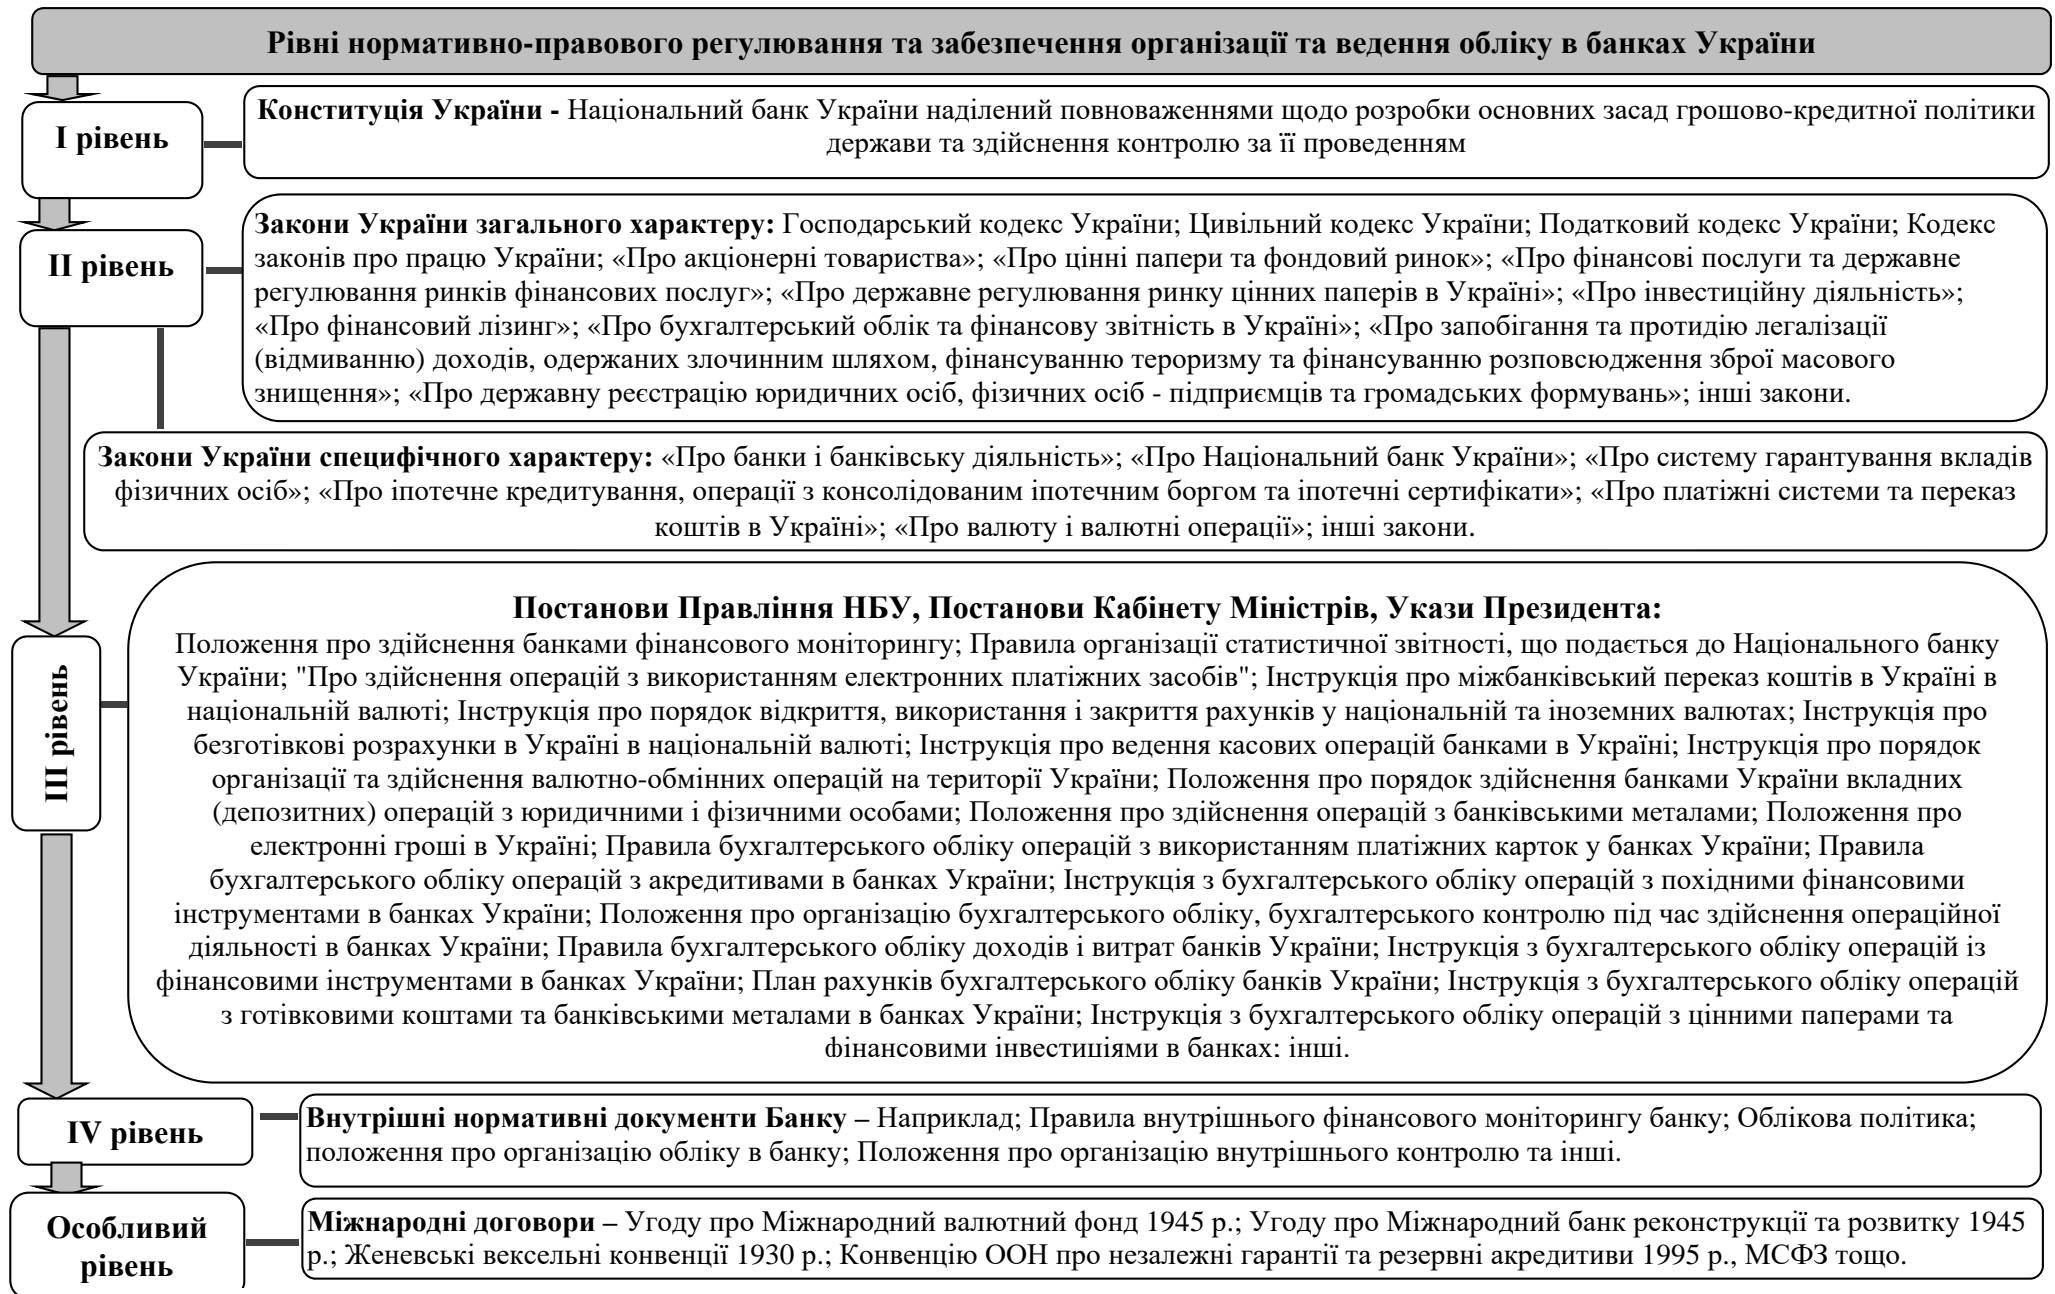 Рівні нормативно-правового регулювання та забезпечення організації та ведення обліку в банках України
І рівень
Конституція України - Національний банк України наділений повноваженнями щодо розробки основних засад грошово-кредитної політики
держави та здійснення контролю за її проведенням
ІІ рівень
Закони України загального характеру: Господарський кодекс України; Цивільний кодекс України; Податковий кодекс України; Кодекс
законів про працю України; «Про акціонерні товариства»; «Про цінні папери та фондовий ринок»; «Про фінансові послуги та державне
регулювання ринків фінансових послуг»; «Про державне регулювання ринку цінних паперів в Україні»; «Про інвестиційну діяльність»;
«Про фінансовий лізинг»; «Про бухгалтерський облік та фінансову звітність в Україні»; «Про запобігання та протидію легалізації
(відмиванню) доходів, одержаних злочинним шляхом, фінансуванню тероризму та фінансуванню розповсюдження зброї масового
знищення»; «Про державну реєстрацію юридичних осіб, фізичних осіб - підприємців та громадських формувань»; інші закони.
Закони України специфічного характеру: «Про банки і банківську діяльність»; «Про Національний банк України»; «Про систему гарантування вкладів
фізичних осіб»; «Про іпотечне кредитування, операції з консолідованим іпотечним боргом та іпотечні сертифікати»; «Про платіжні системи та переказ
коштів в Україні»; «Про валюту і валютні операції»; інші закони.
ІІІ рівень
Постанови Правління НБУ, Постанови Кабінету Міністрів, Укази Президента:
Положення про здійснення банками фінансового моніторингу; Правила організації статистичної звітності, що подається до Національного банку
України; "Про здійснення операцій з використанням електронних платіжних засобів"; Інструкція про міжбанківський переказ коштів в Україні в
національній валюті; Інструкція про порядок відкриття, використання і закриття рахунків у національній та іноземних валютах; Інструкція про
безготівкові розрахунки в Україні в національній валюті; Інструкція про ведення касових операцій банками в Україні; Інструкція про порядок
організації та здійснення валютно-обмінних операцій на території України; Положення про порядок здійснення банками України вкладних
(депозитних) операцій з юридичними і фізичними особами; Положення про здійснення операцій з банківськими металами; Положення про
електронні гроші в Україні; Правила бухгалтерського обліку операцій з використанням платіжних карток у банках України; Правила
бухгалтерського обліку операцій з акредитивами в банках України; Інструкція з бухгалтерського обліку операцій з похідними фінансовими
інструментами в банках України; Положення про організацію бухгалтерського обліку, бухгалтерського контролю під час здійснення операційної
діяльності в банках України; Правила бухгалтерського обліку доходів і витрат банків України; Інструкція з бухгалтерського обліку операцій із
фінансовими інструментами в банках України; План рахунків бухгалтерського обліку банків України; Інструкція з бухгалтерського обліку операцій
з готівковими коштами та банківськими металами в банках України; Інструкція з бухгалтерського обліку операцій з цінними паперами та
фінансовими інвестиціями в банках; інші.
IV рівень
Внутрішні нормативні документи Банку – Наприклад; Правила внутрішнього фінансового моніторингу банку; Облікова політика;
положення про організацію обліку в банку; Положення про організацію внутрішнього контролю та інші.
Особливий
рівень
Міжнародні договори – Угоду про Міжнародний валютний фонд 1945 р.; Угоду про Міжнародний банк реконструкції та розвитку 1945
р.; Женевські вексельні конвенції 1930 р.; Конвенцію ООН про незалежні гарантії та резервні акредитиви 1995 р., МСФЗ тощо.